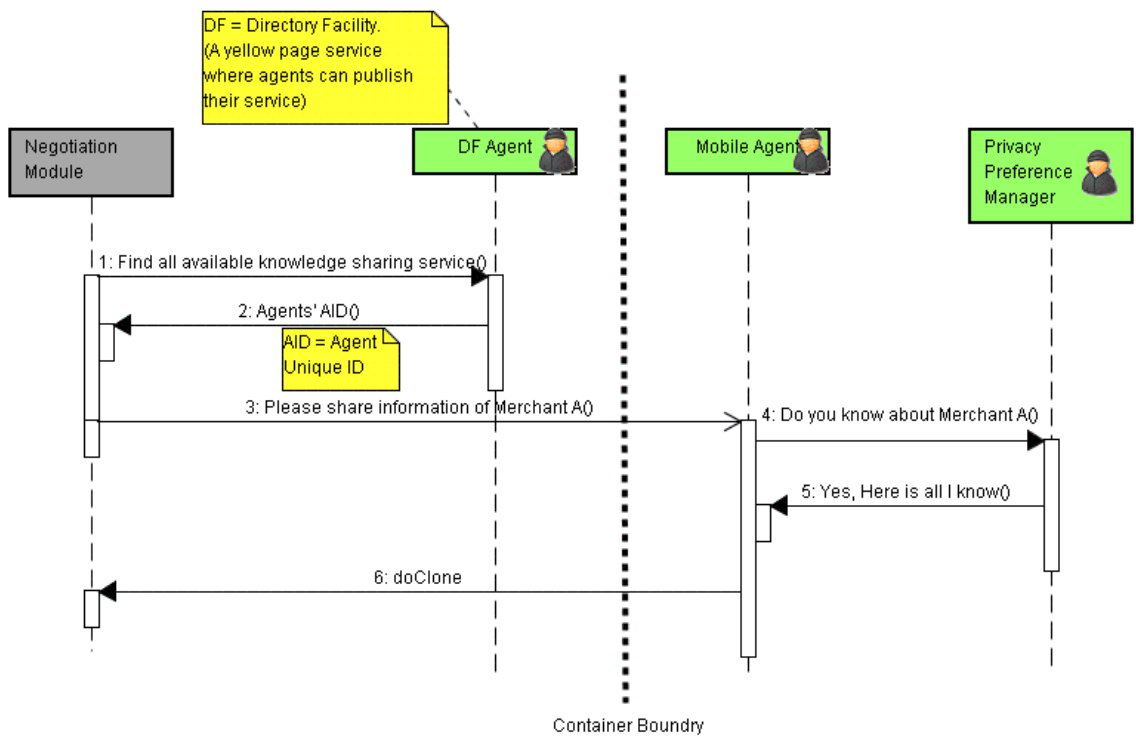 DF = Directory Facility.
(A yellow page service
where agents can publish
their service)
Negotiation
Module
DF Agent
Mobile Agent
Privacy
Preference
Manager
1: Find all available knowledge sharing service()
2: Agents' AID()
AID = Agent
Unique ID
3: Please share information of Merchant A()
4: Do you know about Merchant A()
5: Yes, Here is all I know()
6: doClone
Container Boundry